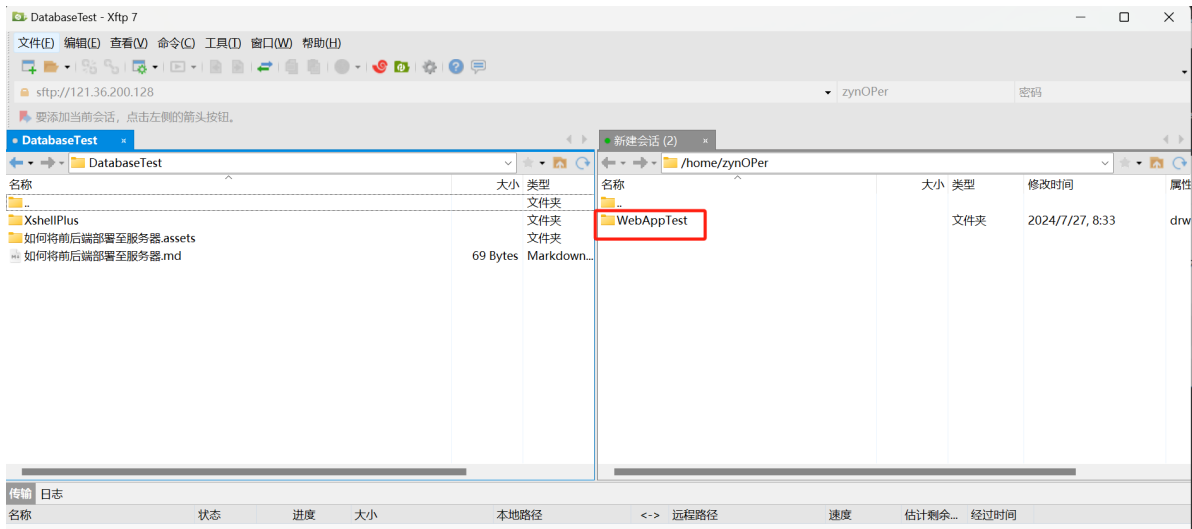 DatabaseTest - Xftp 7
文件(F) 编辑(E) 查看(V) 命令(C) 工具(T) 窗口(W) 帮助(H)
sftp://121.36.200.128 zynOPer 密码
要添加当前会话，点击左侧的箭头按钮。
DatabaseTest × 新建会话 (2) ×
DatabaseTest /home/zynOPer
名称 大小 类型 名称 大小 类型 修改时间 属性
.. 文件夹 ..
XshellPlus 文件夹 WebAppTest 文件夹 2024/7/27, 8:33 drw
如何将前后端部署至服务器.assets 文件夹
如何将前后端部署至服务器.md 69 Bytes Markdown...
传输 日志
名称 状态 进度 大小 本地路径 <-> 远程路径 速度 估计剩余... 经过时间